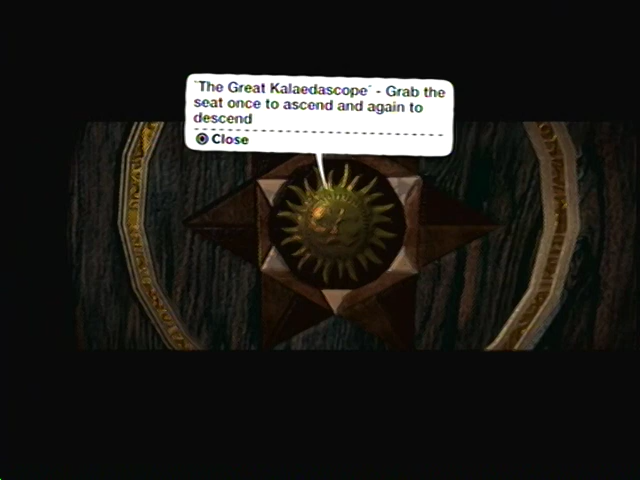 `The Great Kalaedascope´ - Grab the
seat once to ascend and again to
descend
Close